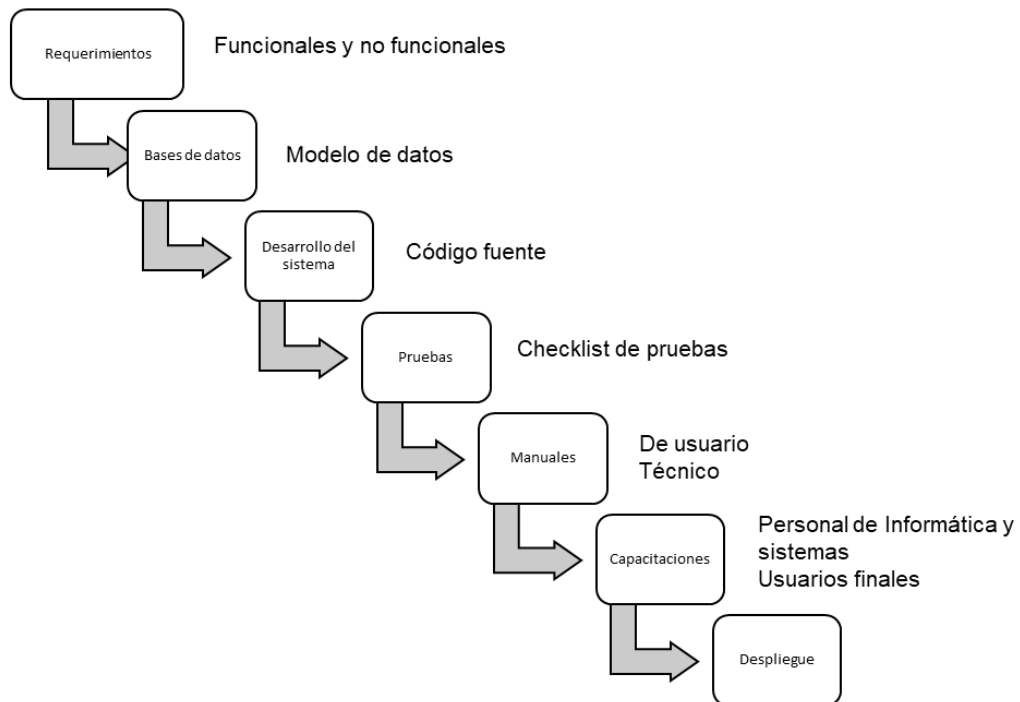 Requerimientos
Funcionales y no funcionales
Bases de datos
Modelo de datos
Desarrollo del
sistema
Código fuente
Pruebas
Checklist de pruebas
Manuales
De usuario
Técnico
Capacitaciones
Personal de Informática y
sistemas
Usuarios finales
Despliegue